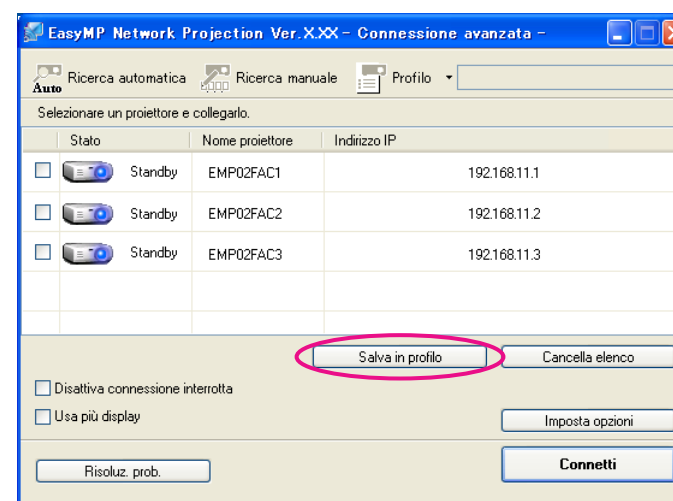 EasyMP Network Projection Ver.X.XX – Connessione avanzata –
Auto Ricerca automatica Ricerca manuale Profilo
Selezionare un proiettore e collegarlo.
Stato Nome proiettore Indirizzo IP
Standby EMP02FAC1 192.168.11.1
Standby EMP02FAC2 192.168.11.2
Standby EMP02FAC3 192.168.11.3
Salva in profilo Cancella elenco
Disattiva connessione interrotta
Usa più display
Imposta opzioni
Risoluz. prob. Connetti